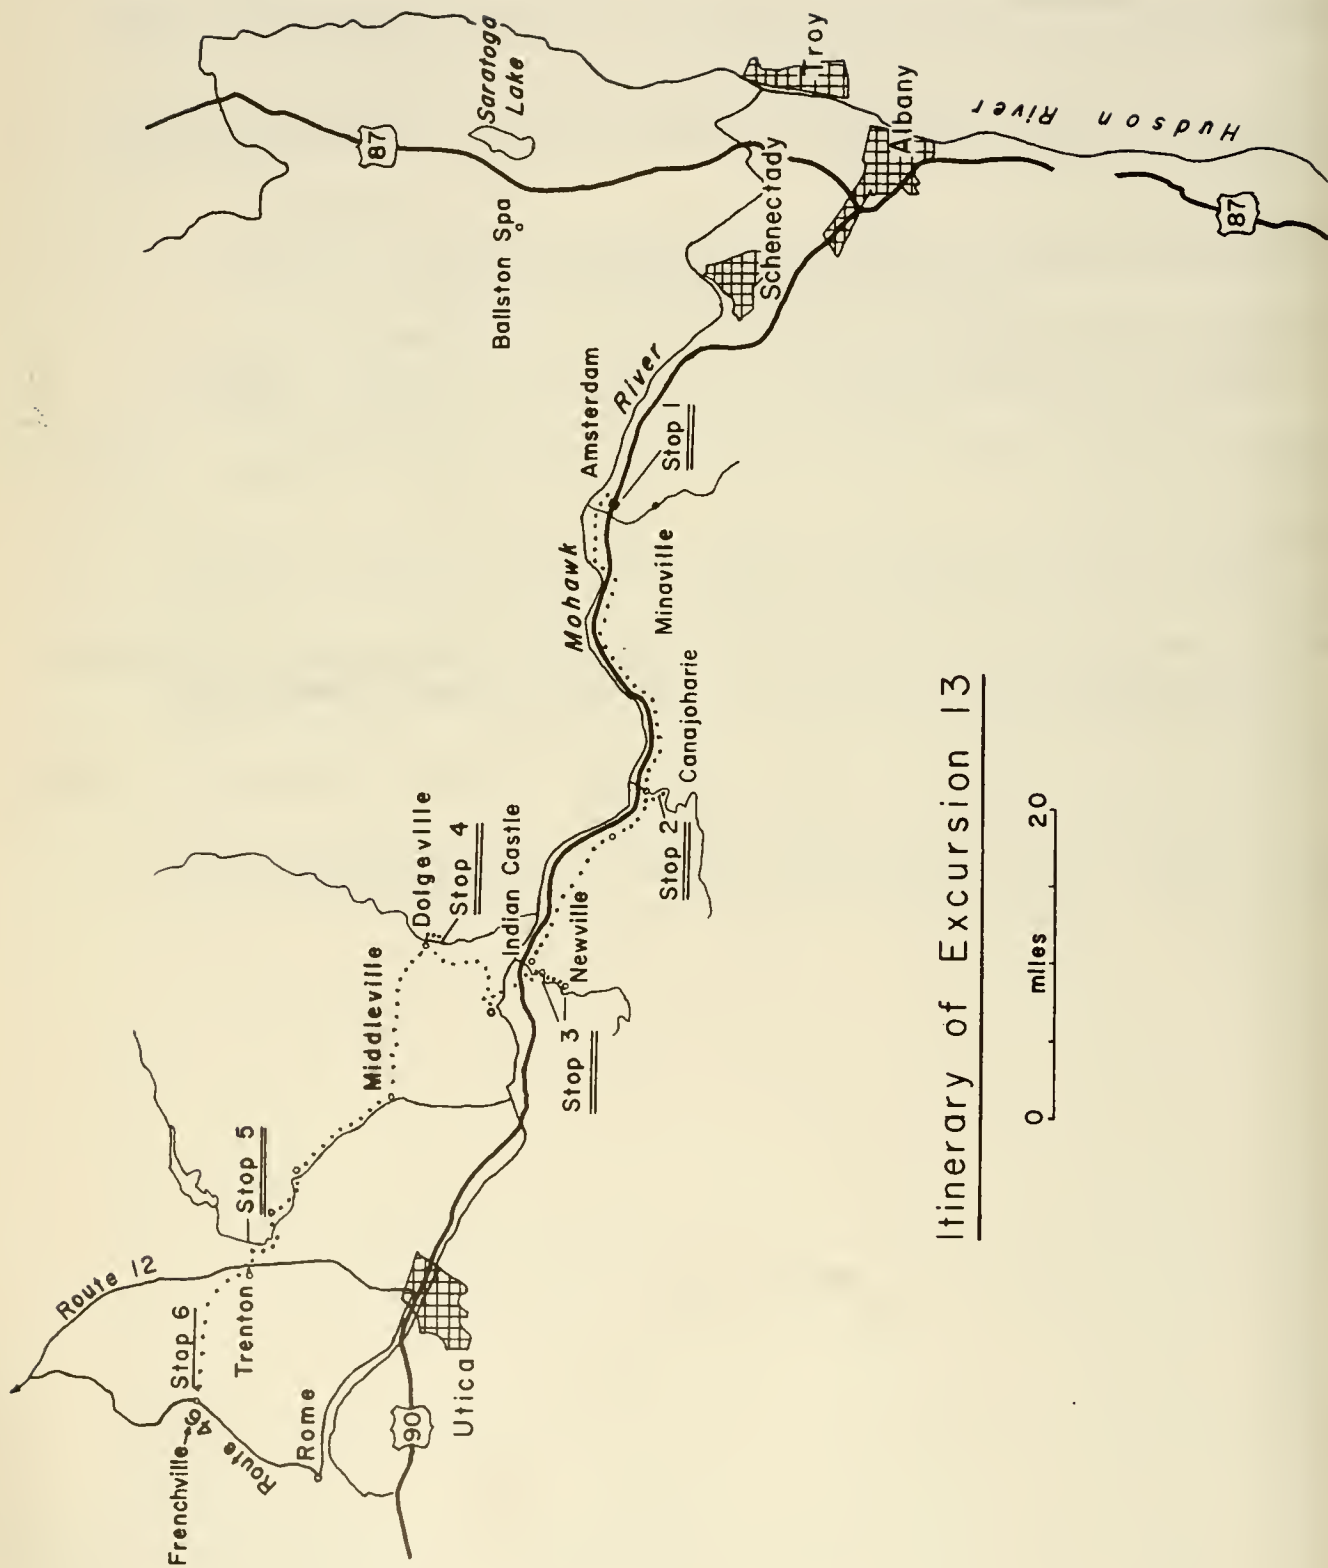 Route 12
Stop 6
Frenchville
Route 46
Trenton
Rome
Stop 5
Utica
90
Middleville
Dolgeville
Stop 4
Indian Castle
Newville
Stop 3
Canajoharie
Stop 2
Mohawk
River
Minaville
Amsterdam
Stop 1
Ballston Spa
Saratoga
Lake
87
Schenectady
Troy
Albany
Hudson River
87
Itinerary of Excursion 13
0 miles 20